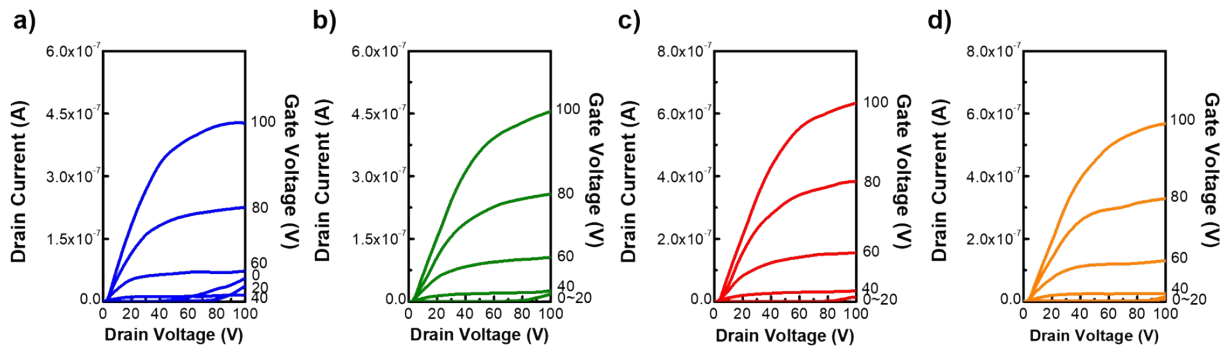 a)
6.0x10⁻⁷
4.5x10⁻⁷
3.0x10⁻⁷
1.5x10⁻⁷
0.0
0 20 40 60 80 100
Drain Current (A)
Drain Voltage (V)
Gate Voltage (V)
100
80
60
0
20
40
b)
6.0x10⁻⁷
4.5x10⁻⁷
3.0x10⁻⁷
1.5x10⁻⁷
0.0
0 20 40 60 80 100
Drain Current (A)
Drain Voltage (V)
Gate Voltage (V)
100
80
60
40
0~20
c)
8.0x10⁻⁷
6.0x10⁻⁷
4.0x10⁻⁷
2.0x10⁻⁷
0.0
0 20 40 60 80 100
Drain Current (A)
Drain Voltage (V)
Gate Voltage (V)
100
80
60
40
0~20
d)
8.0x10⁻⁷
6.0x10⁻⁷
4.0x10⁻⁷
2.0x10⁻⁷
0.0
0 20 40 60 80 100
Drain Current (A)
Drain Voltage (V)
Gate Voltage (V)
100
80
60
40
0~20